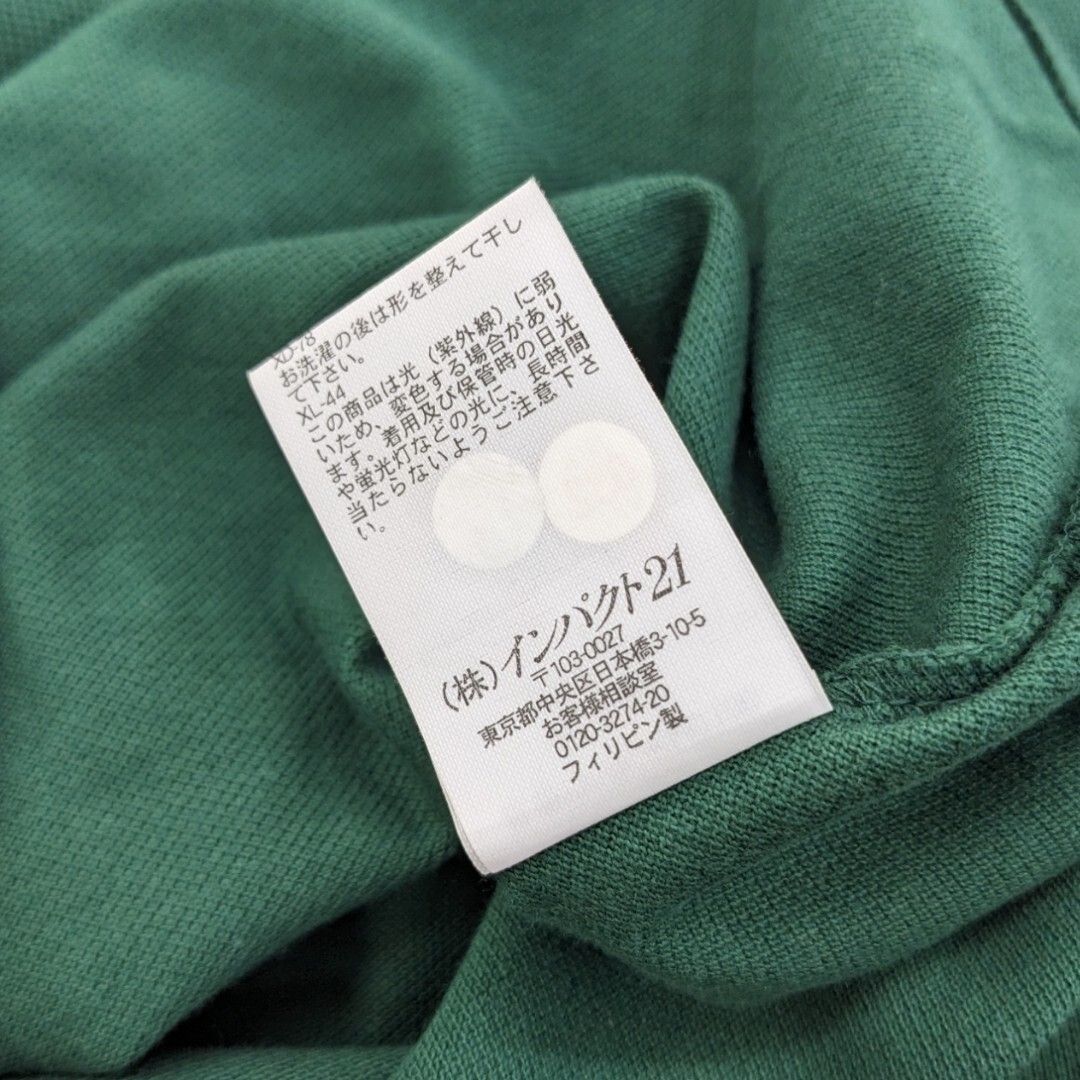 XD-78
お洗濯の後は形を整えて干し
て下さい。
XL-44
この商品は光（紫外線）に弱
いため、変色する場合があり
ます。着用及び保管時の日光
や蛍光灯などの光に、長時間
当たらないようご注意下さ
い。
（株）インパクト21
〒103-0027
東京都中央区日本橋3-10-5
お客様相談室
0120-3274-20
フィリピン製